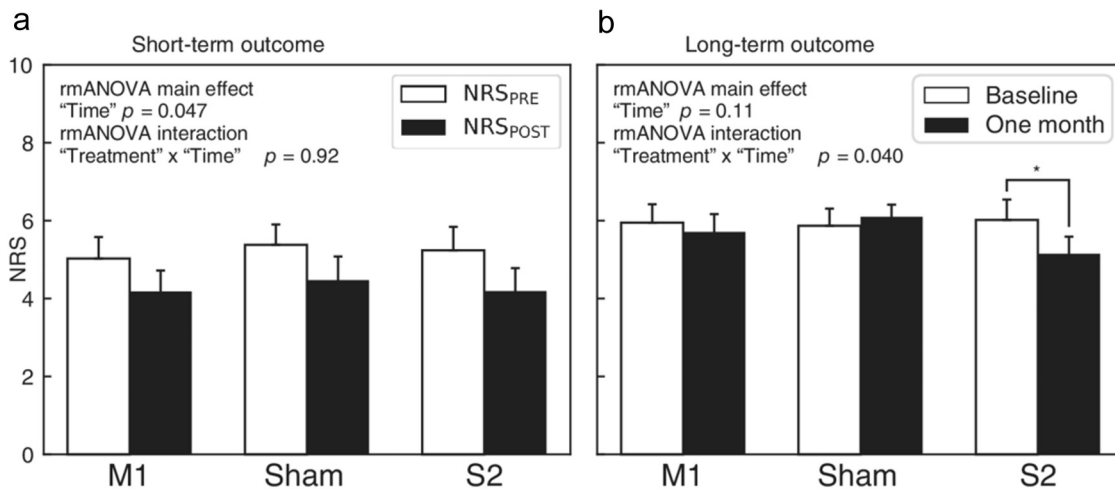 a
Short-term outcome
10
8
6
4
2
0
NRS
rmANOVA main effect
“Time” p = 0.047
rmANOVA interaction
“Treatment” x “Time” p = 0.92
NRSPRE
NRSPOST
M1 Sham S2
b
Long-term outcome
rmANOVA main effect
“Time” p = 0.11
rmANOVA interaction
“Treatment” x “Time” p = 0.040
Baseline
One month
*
M1 Sham S2